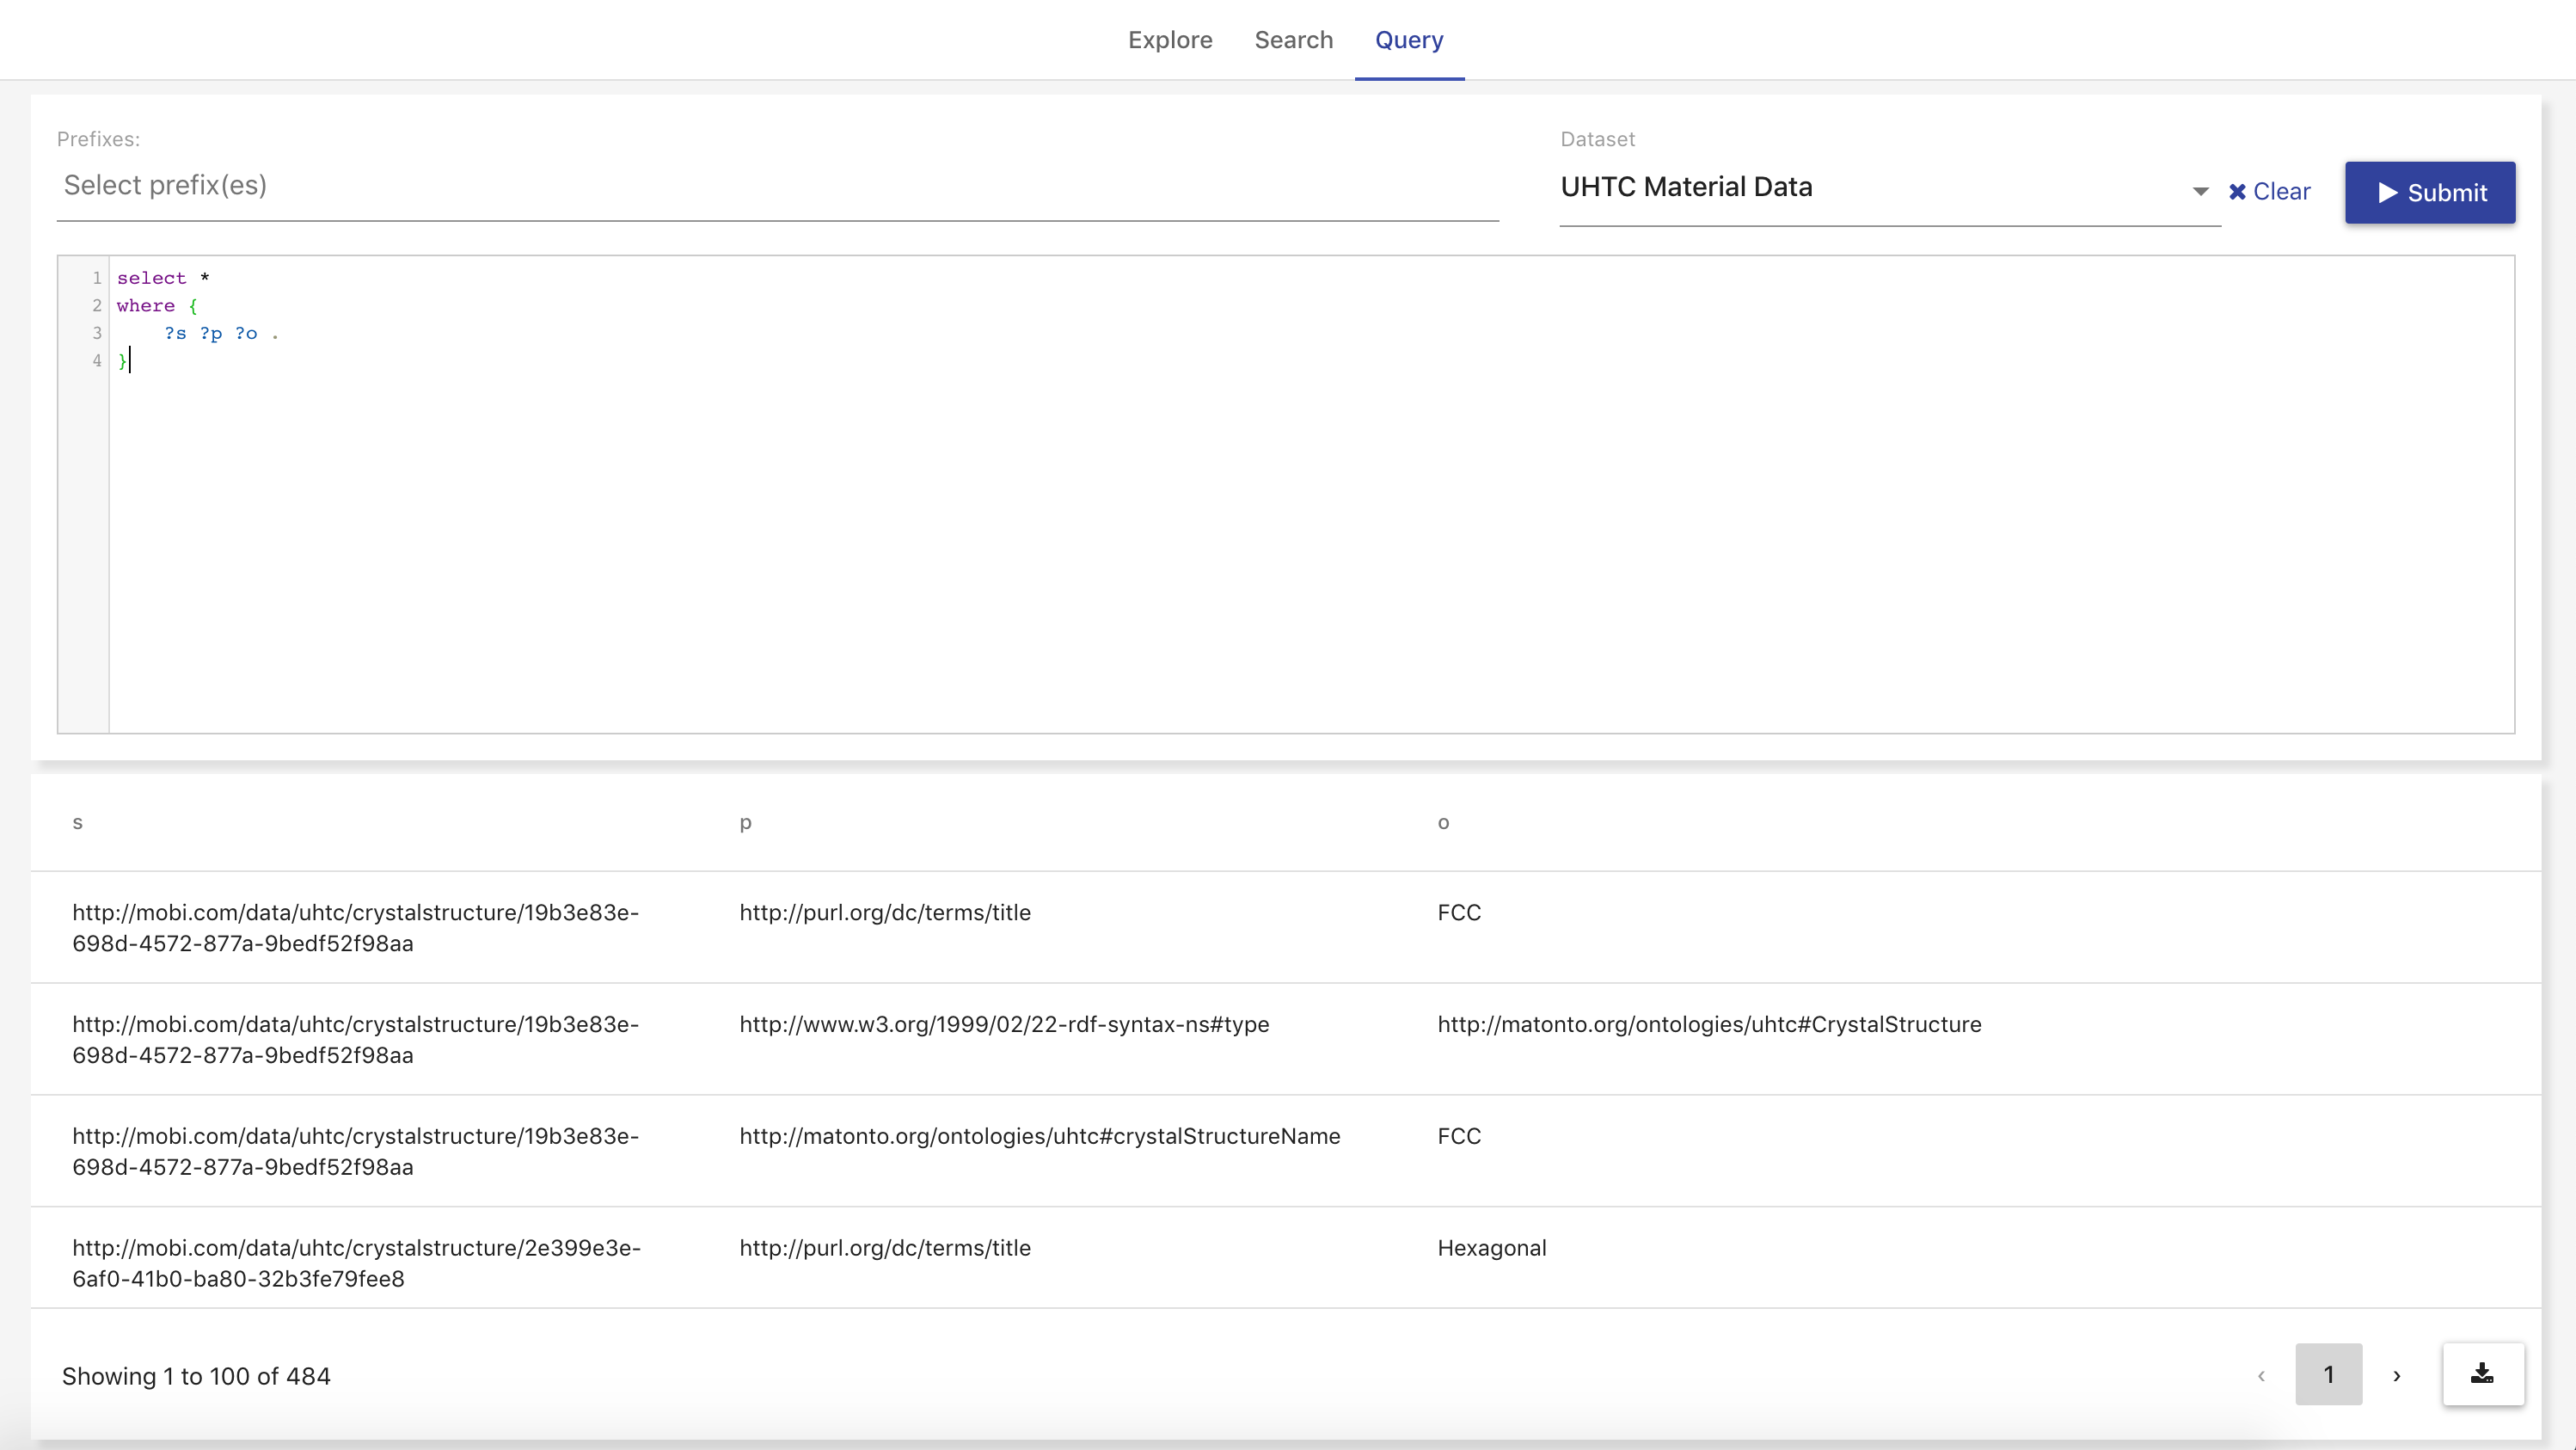 Explore Search Query
Prefixes:
Select prefix(es)
Dataset
UHTC Material Data
Clear
Submit
1 select *
2 where {
3 ?s ?p ?o .
4 }
s p o
http://mobi.com/data/uhtc/crystalstructure/19b3e83e- http://purl.org/dc/terms/title FCC
698d-4572-877a-9bedf52f98aa
http://mobi.com/data/uhtc/crystalstructure/19b3e83e- http://www.w3.org/1999/02/22-rdf-syntax-ns#type http://matonto.org/ontologies/uhtc#CrystalStructure
698d-4572-877a-9bedf52f98aa
http://mobi.com/data/uhtc/crystalstructure/19b3e83e- http://matonto.org/ontologies/uhtc#crystalStructureName FCC
698d-4572-877a-9bedf52f98aa
http://mobi.com/data/uhtc/crystalstructure/2e399e3e- http://purl.org/dc/terms/title Hexagonal
6af0-41b0-ba80-32b3fe79fee8
Showing 1 to 100 of 484
‹ 1 ›